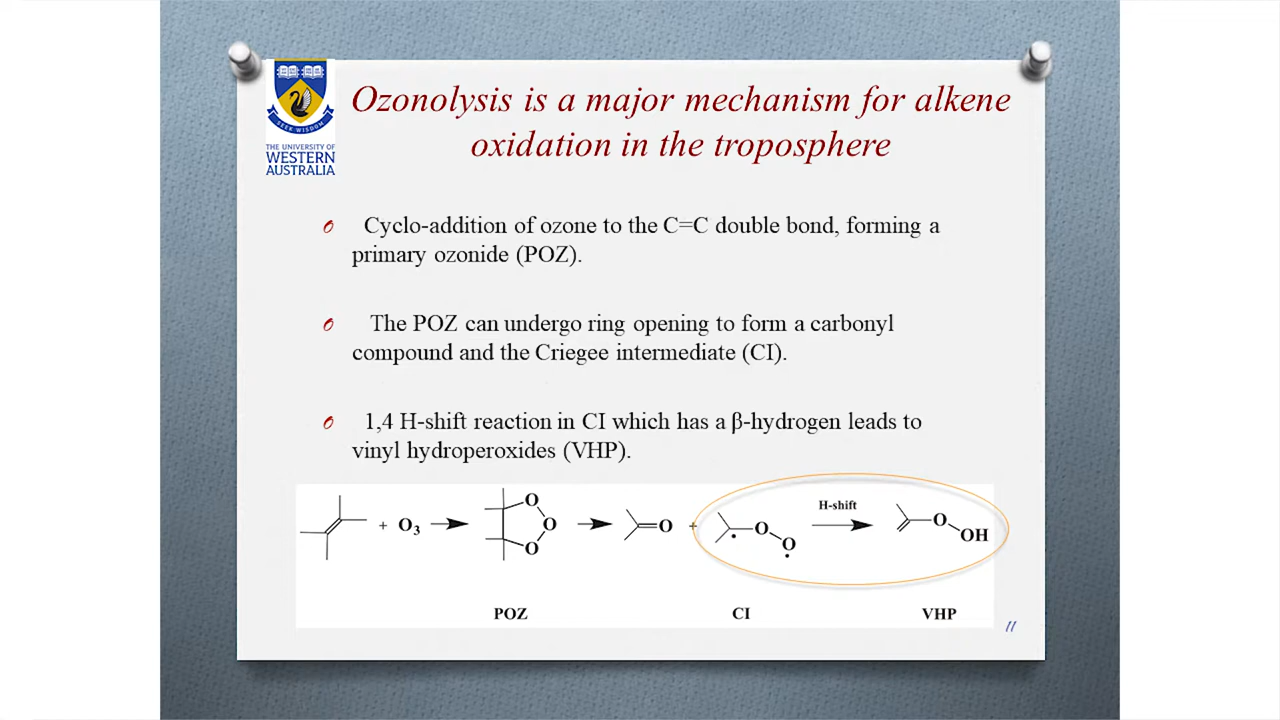 SEEK WISDOM
THE UNIVERSITY OF
WESTERN
AUSTRALIA
Ozonolysis is a major mechanism for alkene
oxidation in the troposphere
Cyclo-addition of ozone to the C=C double bond, forming a
primary ozonide (POZ).
The POZ can undergo ring opening to form a carbonyl
compound and the Criegee intermediate (CI).
1,4 H-shift reaction in CI which has a β-hydrogen leads to
vinyl hydroperoxides (VHP).
+ O₃
O
O
O
O
+
O
O
H-shift
O
OH
POZ
CI
VHP
11